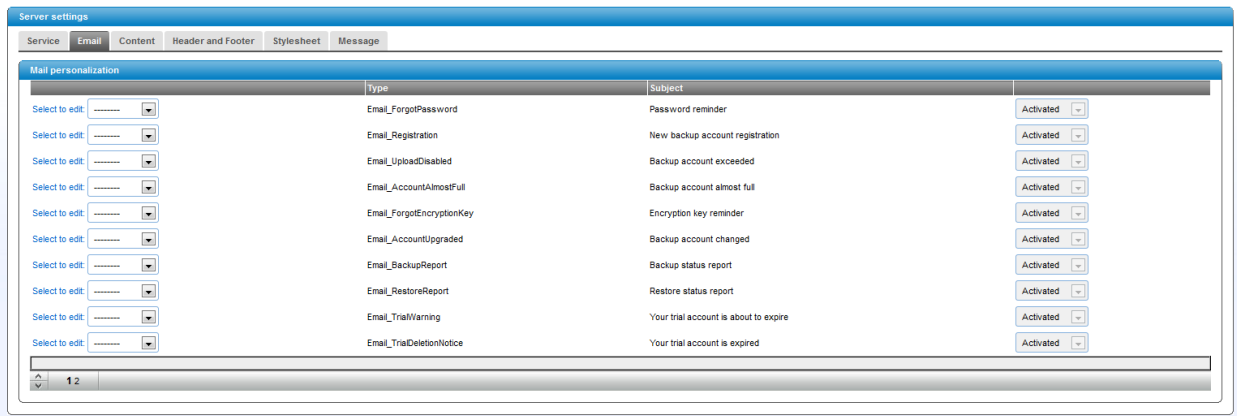 Server settings
Service Email Content Header and Footer Stylesheet Message
Mail personalization
Type Subject
Select to edit: -------- Email_ForgotPassword Password reminder Activated
Select to edit: -------- Email_Registration New backup account registration Activated
Select to edit: -------- Email_UploadDisabled Backup account exceeded Activated
Select to edit: -------- Email_AccountAlmostFull Backup account almost full Activated
Select to edit: -------- Email_ForgotEncryptionKey Encryption key reminder Activated
Select to edit: -------- Email_AccountUpgraded Backup account changed Activated
Select to edit: -------- Email_BackupReport Backup status report Activated
Select to edit: -------- Email_RestoreReport Restore status report Activated
Select to edit: -------- Email_TrialWarning Your trial account is about to expire Activated
Select to edit: -------- Email_TrialDeletionNotice Your trial account is expired Activated
1 2